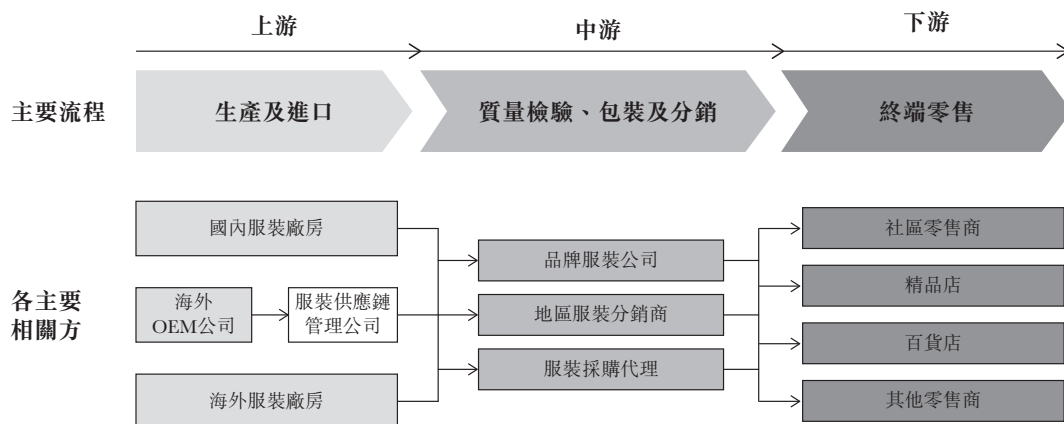 上游
中游
下游
主要流程
生產及進口
質量檢驗、包裝及分銷
終端零售
各主要
相關方
國內服裝廠房
海外
OEM公司
服裝供應鏈
管理公司
海外服裝廠房
品牌服裝公司
地區服裝分銷商
服裝採購代理
社區零售商
精品店
百貨店
其他零售商